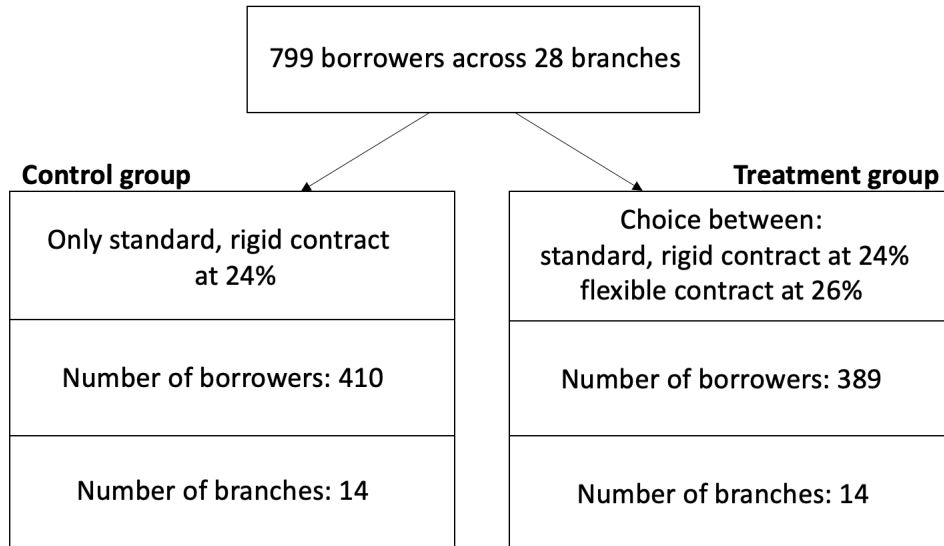 799 borrowers across 28 branches
Control group
Only standard, rigid contract
at 24%
Number of borrowers: 410
Number of branches: 14
Treatment group
Choice between:
standard, rigid contract at 24%
flexible contract at 26%
Number of borrowers: 389
Number of branches: 14